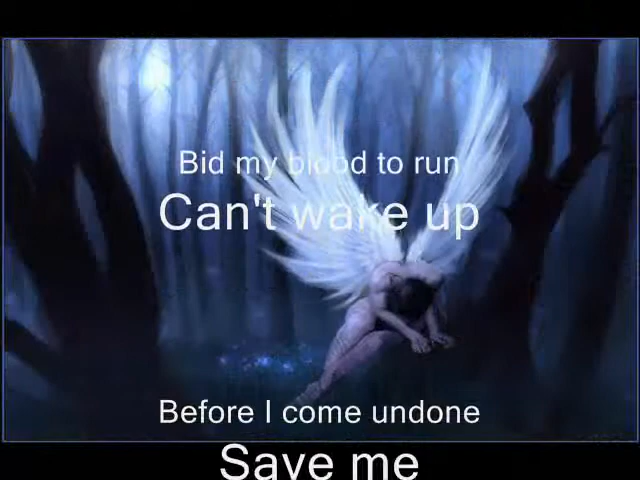 Bid my blood to run
Can't wake up
Before I come undone
Save me